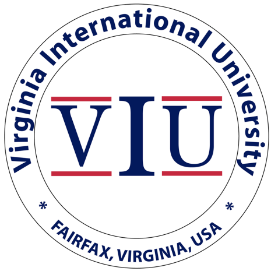 Virginia International University
VIU
* FAIRFAX, VIRGINIA, USA *